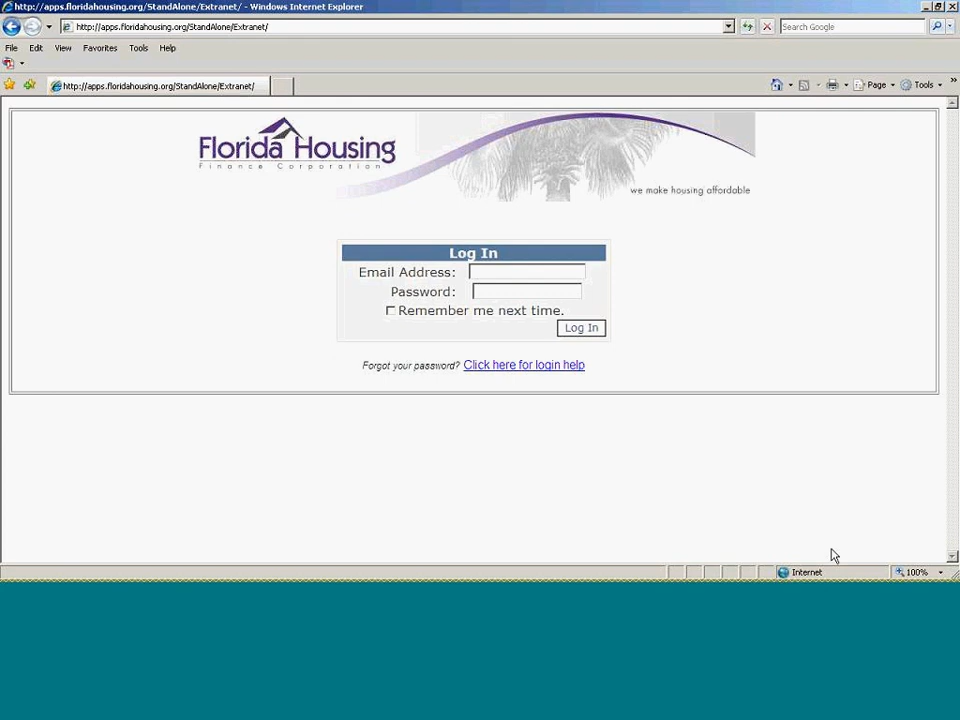 http://apps.floridahousing.org/StandAlone/Extranet/ - Windows Internet Explorer
http://apps.floridahousing.org/StandAlone/Extranet/
Search Google
File Edit View Favorites Tools Help
http://apps.floridahousing.org/StandAlone/Extranet/
Page Tools
Florida Housing
Finance Corporation
we make housing affordable
Log In
Email Address:
Password:
Remember me next time.
Log In
Forgot your password? Click here for login help
Internet 100%